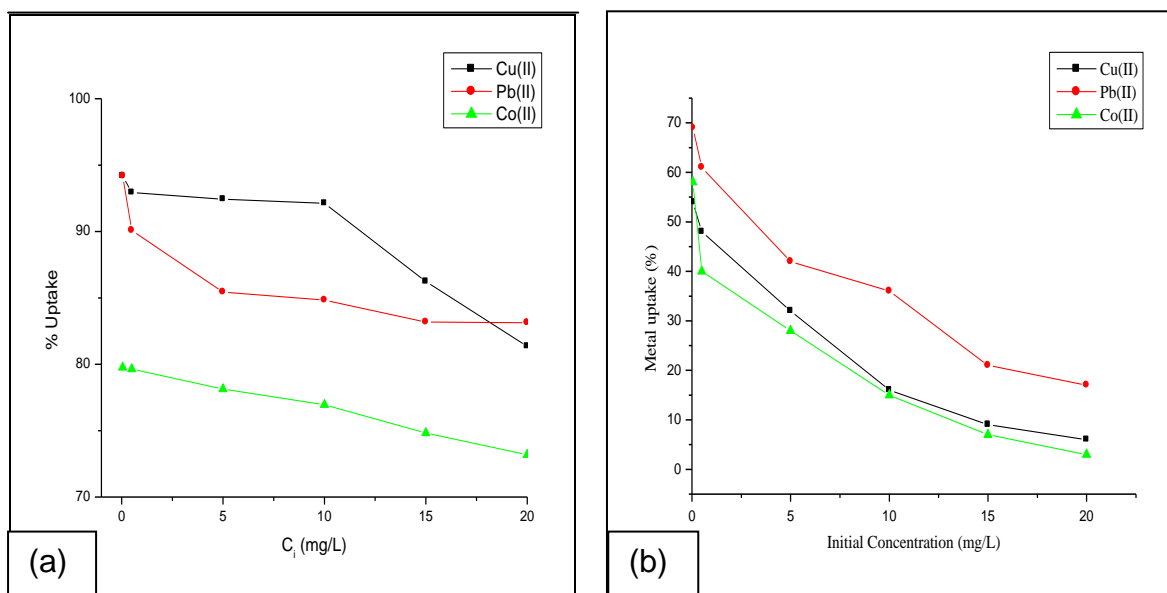 Cu(II)
Pb(II)
Co(II)
100
90
80
70
% Uptake
0 5 10 15 20
C_i (mg/L)
(a)
Cu(II)
Pb(II)
Co(II)
70
60
50
40
30
20
10
0
Metal uptake (%)
0 5 10 15 20
Initial Concentration (mg/L)
(b)